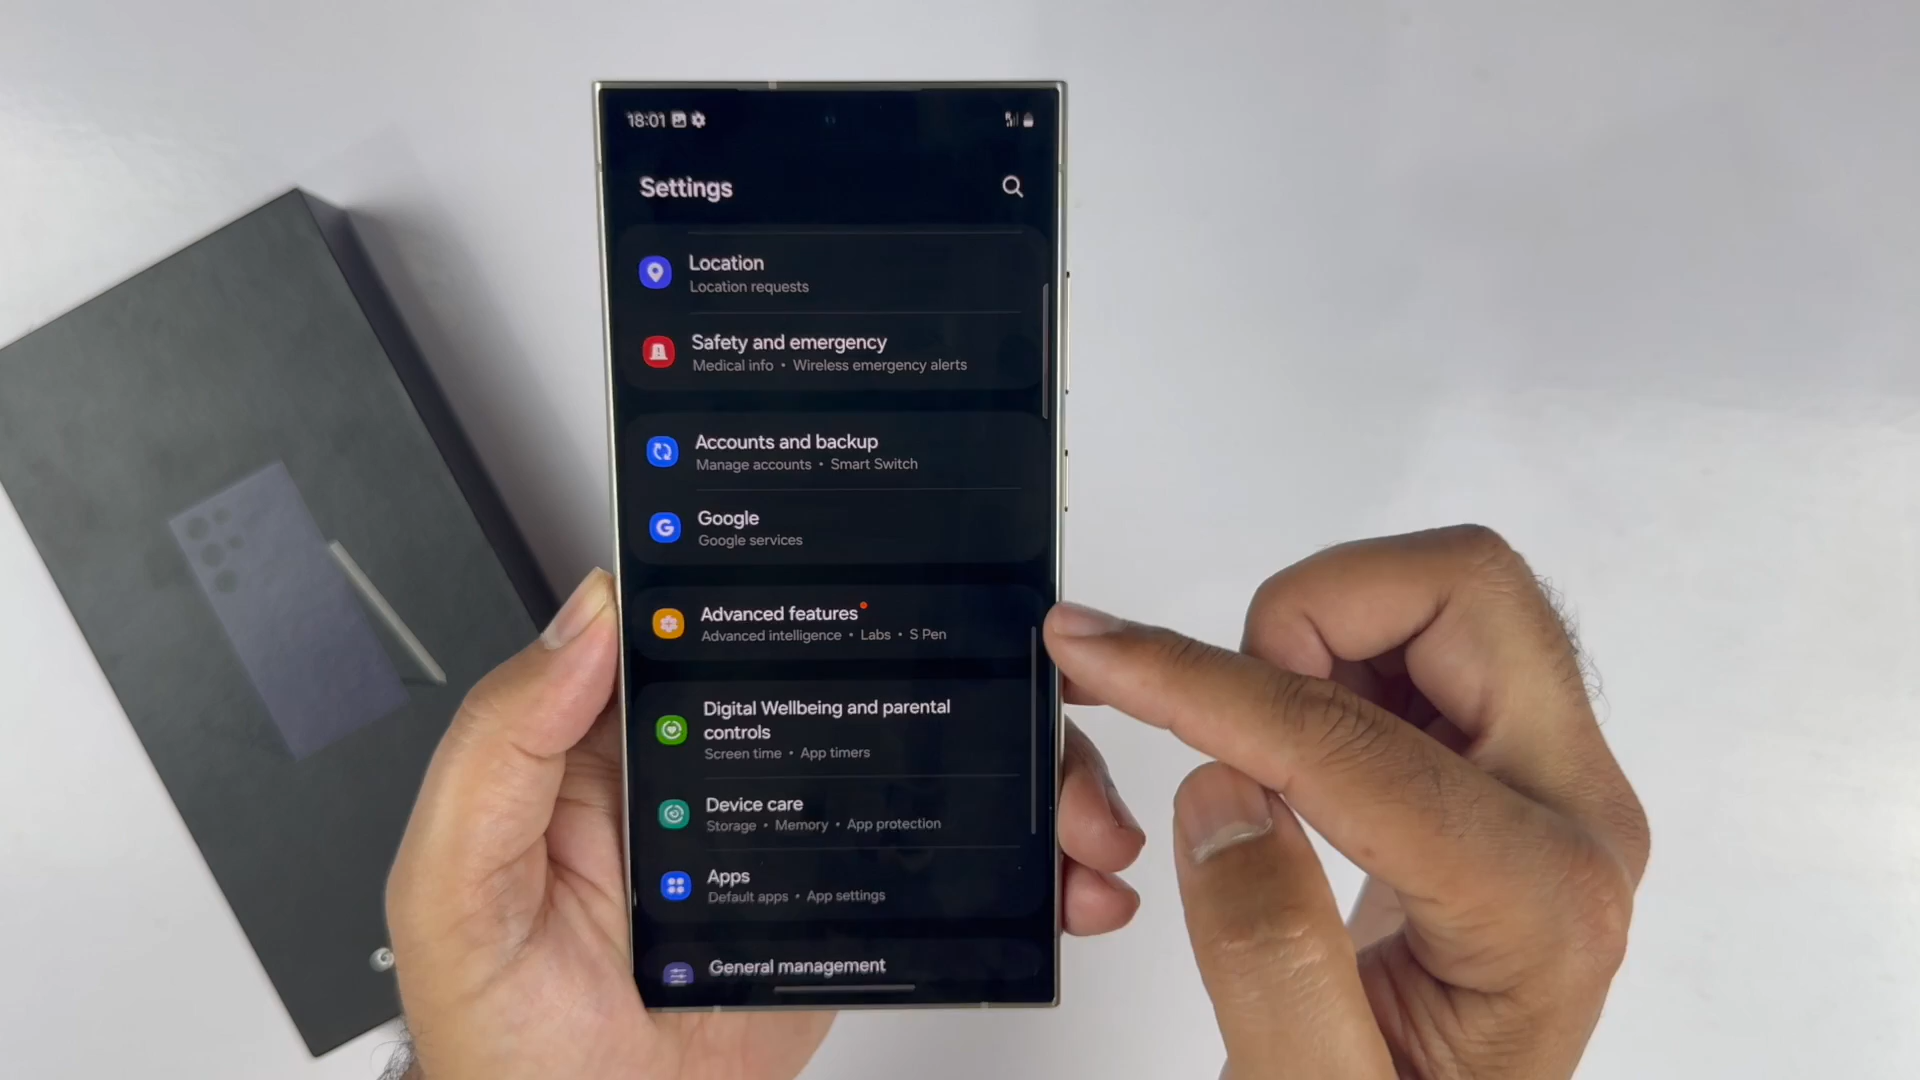 18:01
Settings
Location
Location requests
Safety and emergency
Medical info • Wireless emergency alerts
Accounts and backup
Manage accounts • Smart Switch
Google
Google services
Advanced features
Advanced intelligence • Labs • S Pen
Digital Wellbeing and parental
controls
Screen time • App timers
Device care
Storage • Memory • App protection
Apps
Default apps • App settings
General management